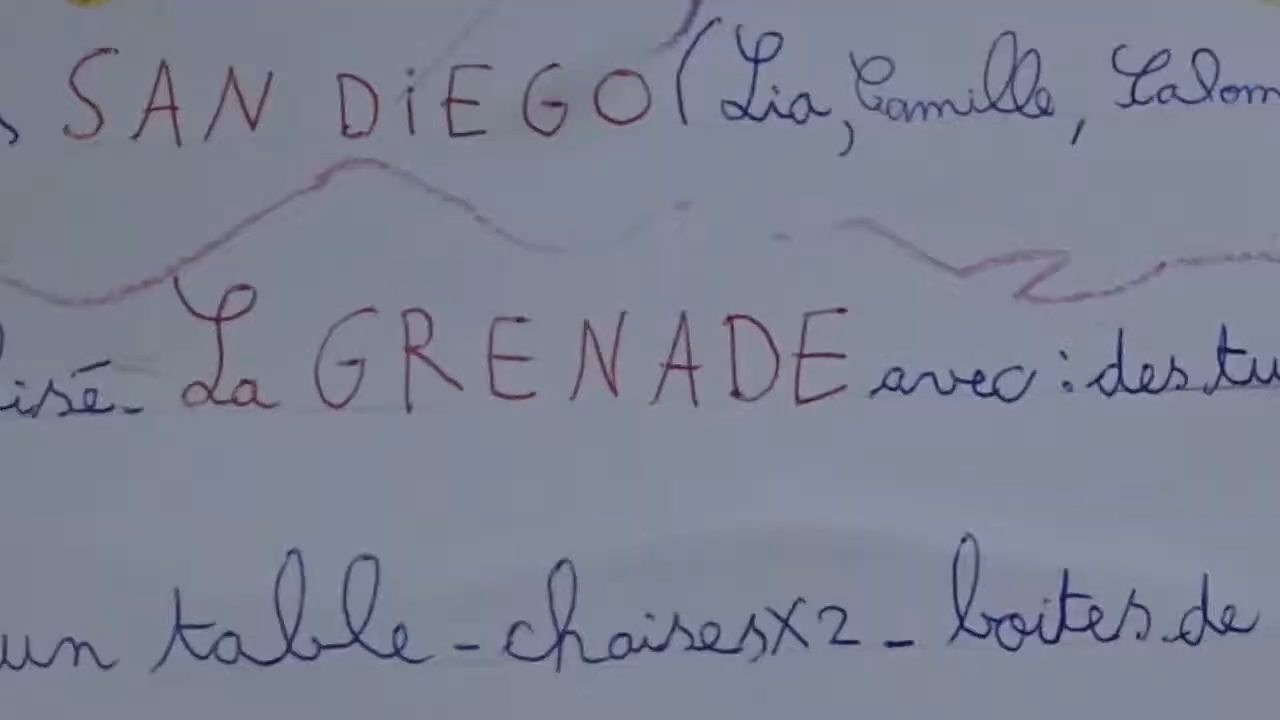 SAN DiEGO (Lia, Camille,
La GRENADE avec : des
un table - chaises X2 - boites de